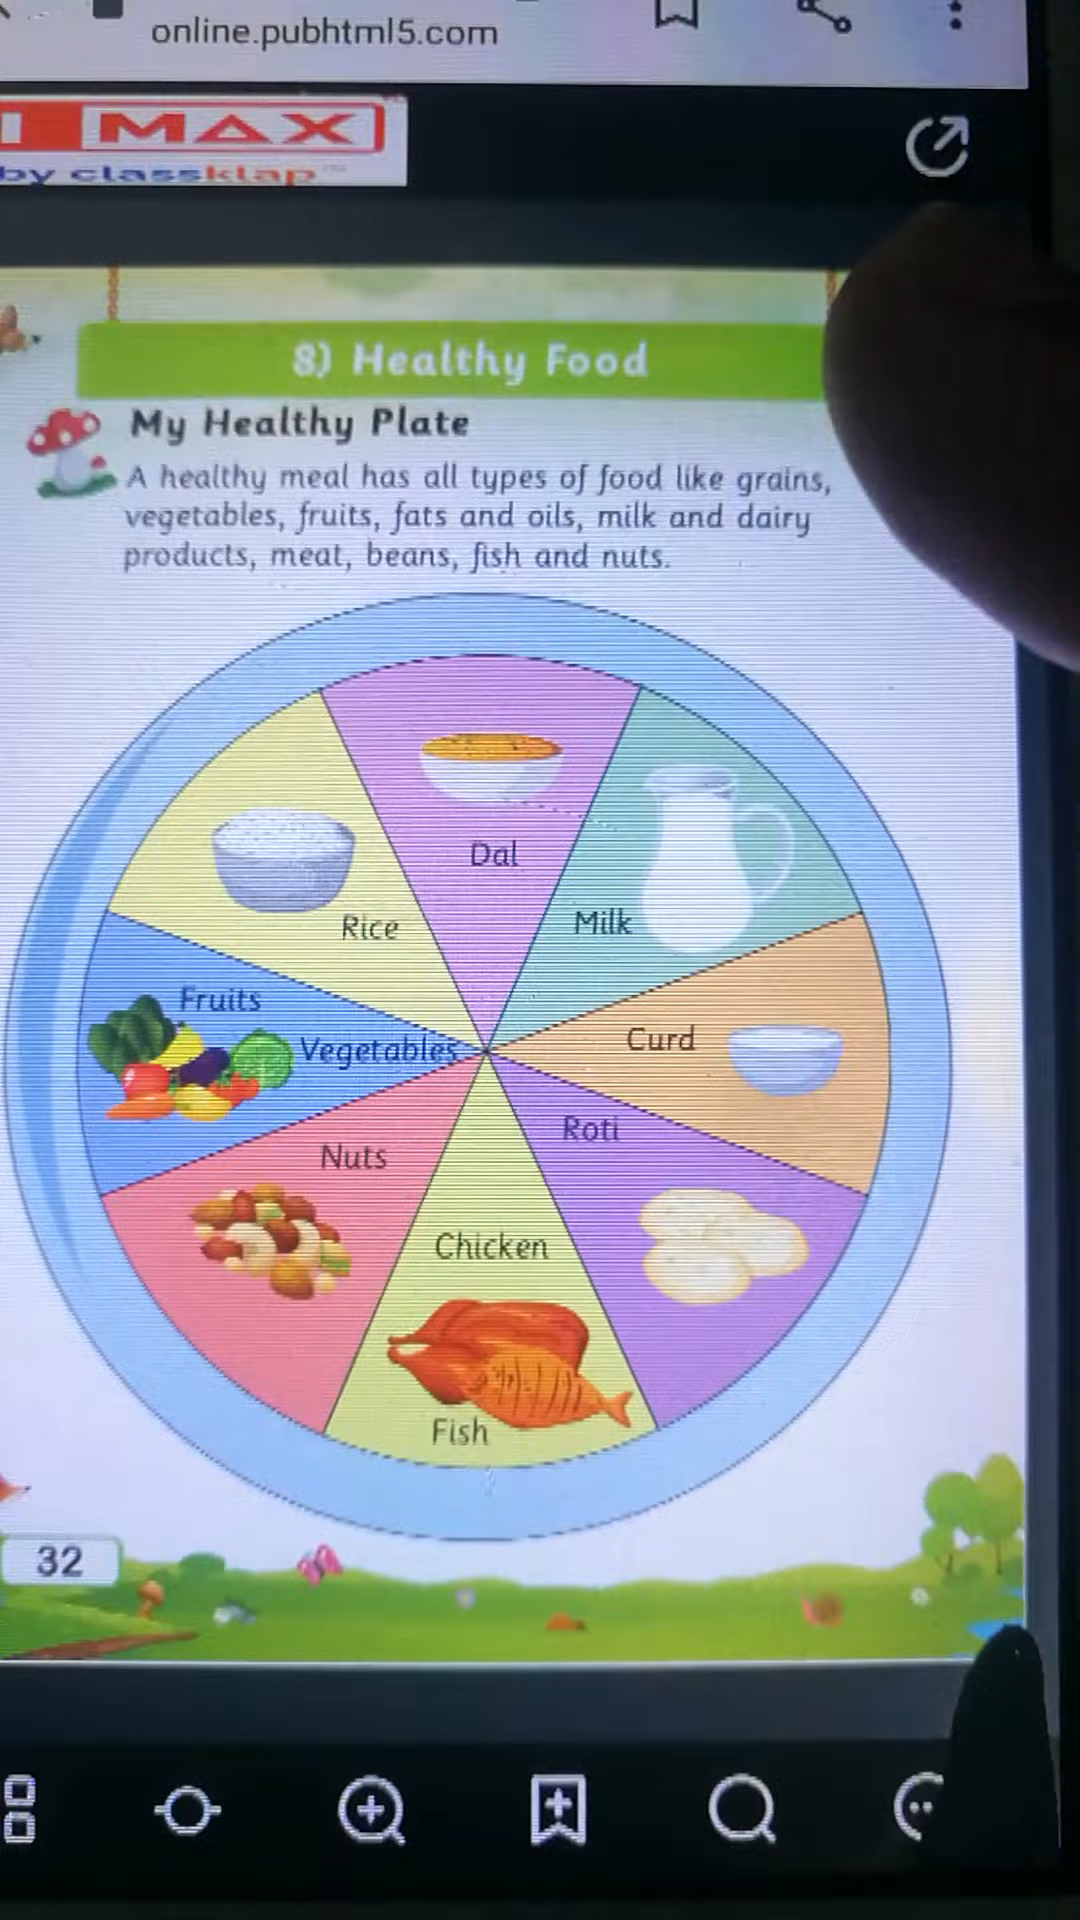 online.pubhtml5.com
MAX
by classklap™
8) Healthy Food
My Healthy Plate
A healthy meal has all types of food like grains,
vegetables, fruits, fats and oils, milk and dairy
products, meat, beans, fish and nuts.
Dal
Rice
Milk
Fruits
Vegetables
Curd
Roti
Nuts
Chicken
Fish
32